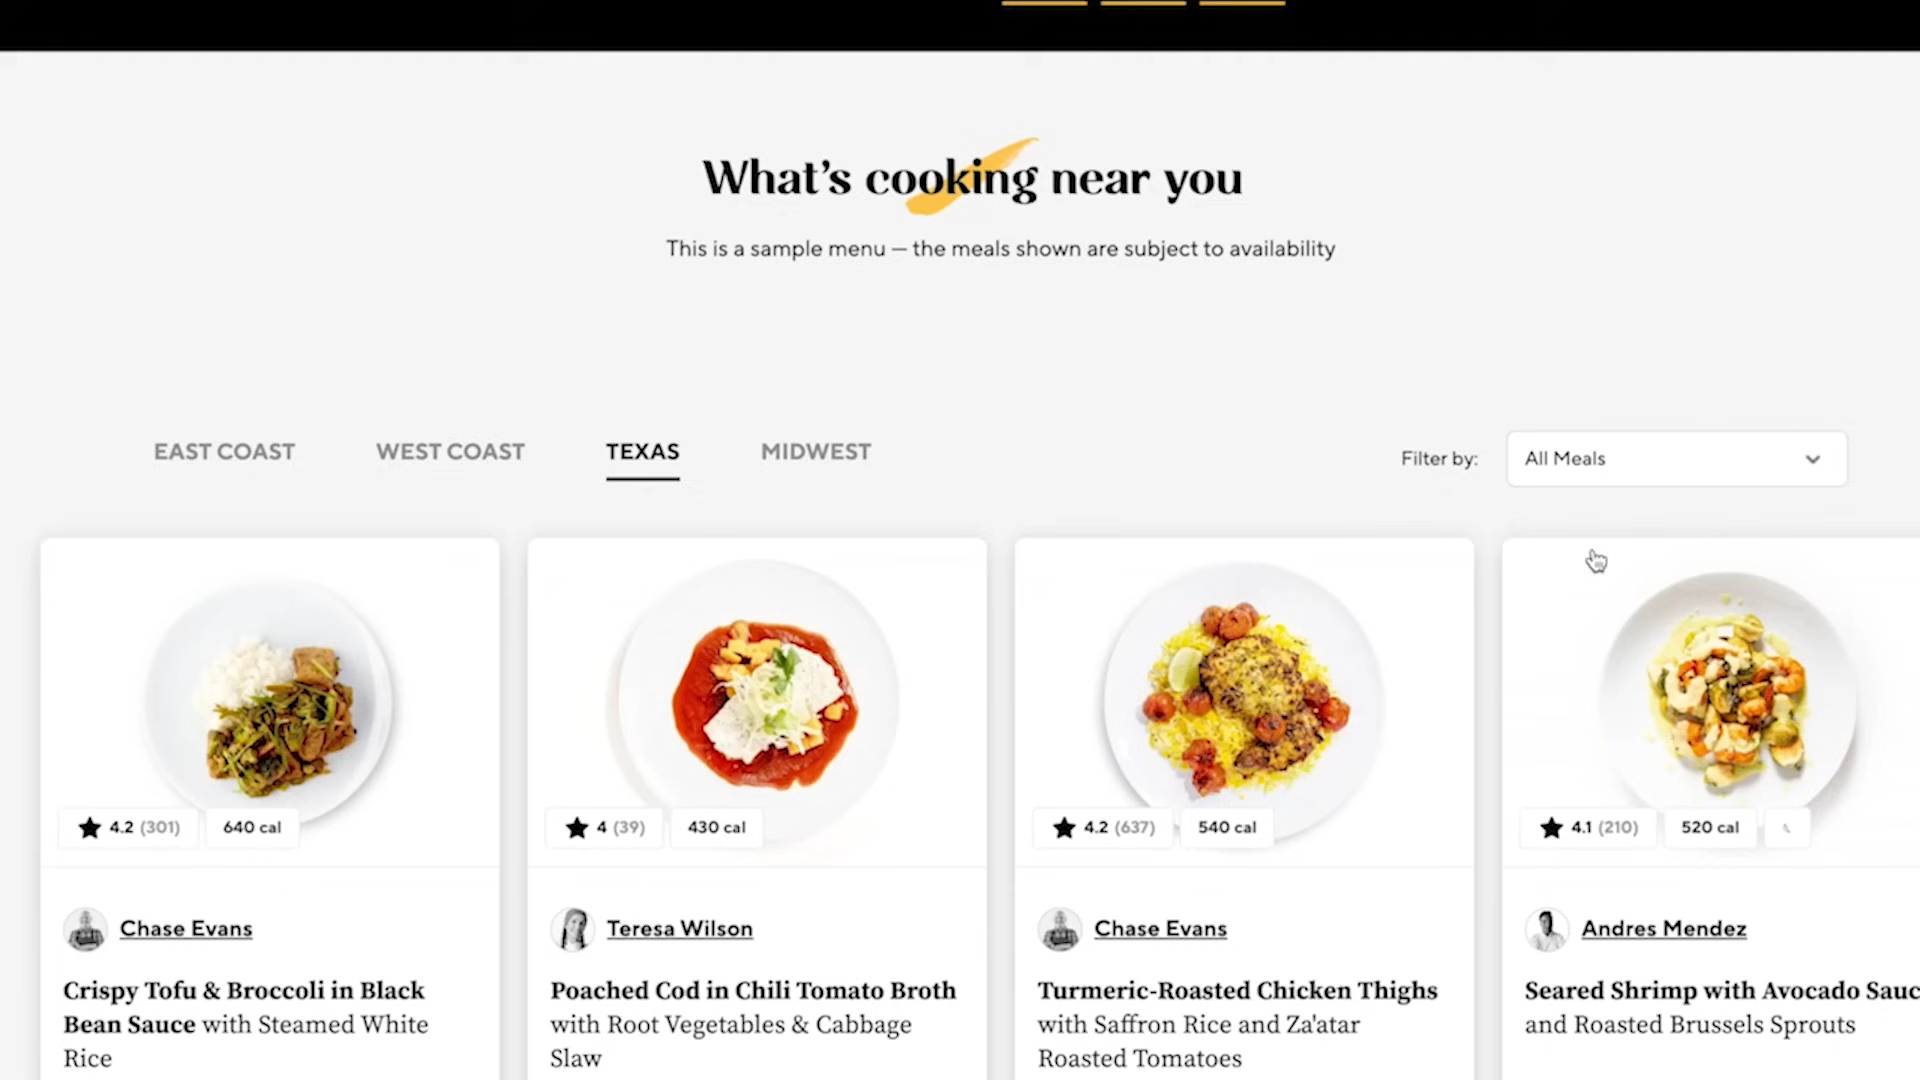 What's cooking near you
This is a sample menu — the meals shown are subject to availability
EAST COAST
WEST COAST
TEXAS
MIDWEST
Filter by:
All Meals
4.2 (301)
640 cal
4 (39)
430 cal
4.2 (637)
540 cal
4.1 (210)
520 cal
Chase Evans
Teresa Wilson
Chase Evans
Andres Mendez
Crispy Tofu & Broccoli in Black
Bean Sauce with Steamed White
Rice
Poached Cod in Chili Tomato Broth
with Root Vegetables & Cabbage
Slaw
Turmeric-Roasted Chicken Thighs
with Saffron Rice and Za'atar
Roasted Tomatoes
Seared Shrimp with Avocado Sauc
and Roasted Brussels Sprouts